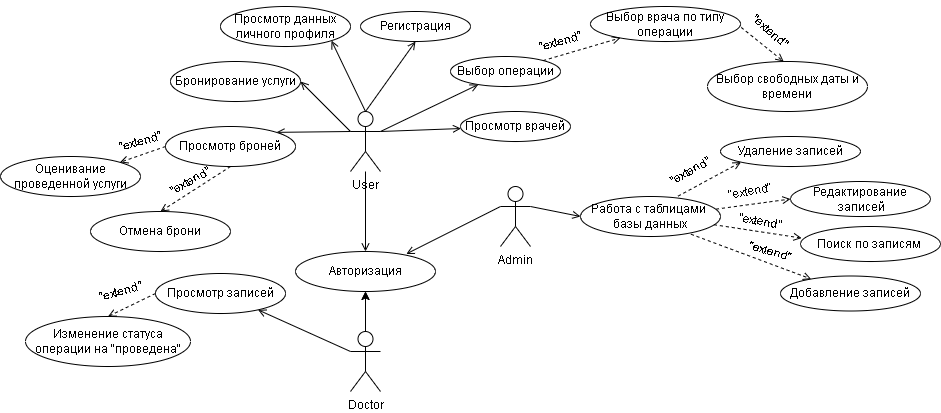 Просмотр данных
личного профиля
Регистрация
Выбор врача по типу
операции
"extend"
"extend"
Бронирование услуги
Выбор операции
Выбор свободных даты и
времени
Просмотр врачей
"extend"
Просмотр броней
Оценивание
проведенной услуги
"extend"
User
Отмена брони
Удаление записей
"extend"
Редактирование
записей
"extend"
Работа с таблицами
базы данных
"extend"
Поиск по записям
"extend"
Admin
Добавление записей
Авторизация
Просмотр записей
"extend"
Изменение статуса
операции на "проведена"
Doctor